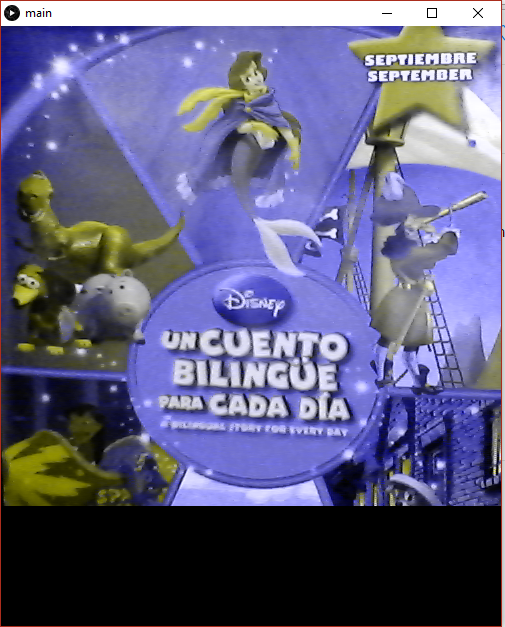 main
SEPTIEMBRE
SEPTEMBER
Disney
UN CUENTO
BILINGÜE
PARA CADA DÍA
A BILINGUAL STORY FOR EVERY DAY